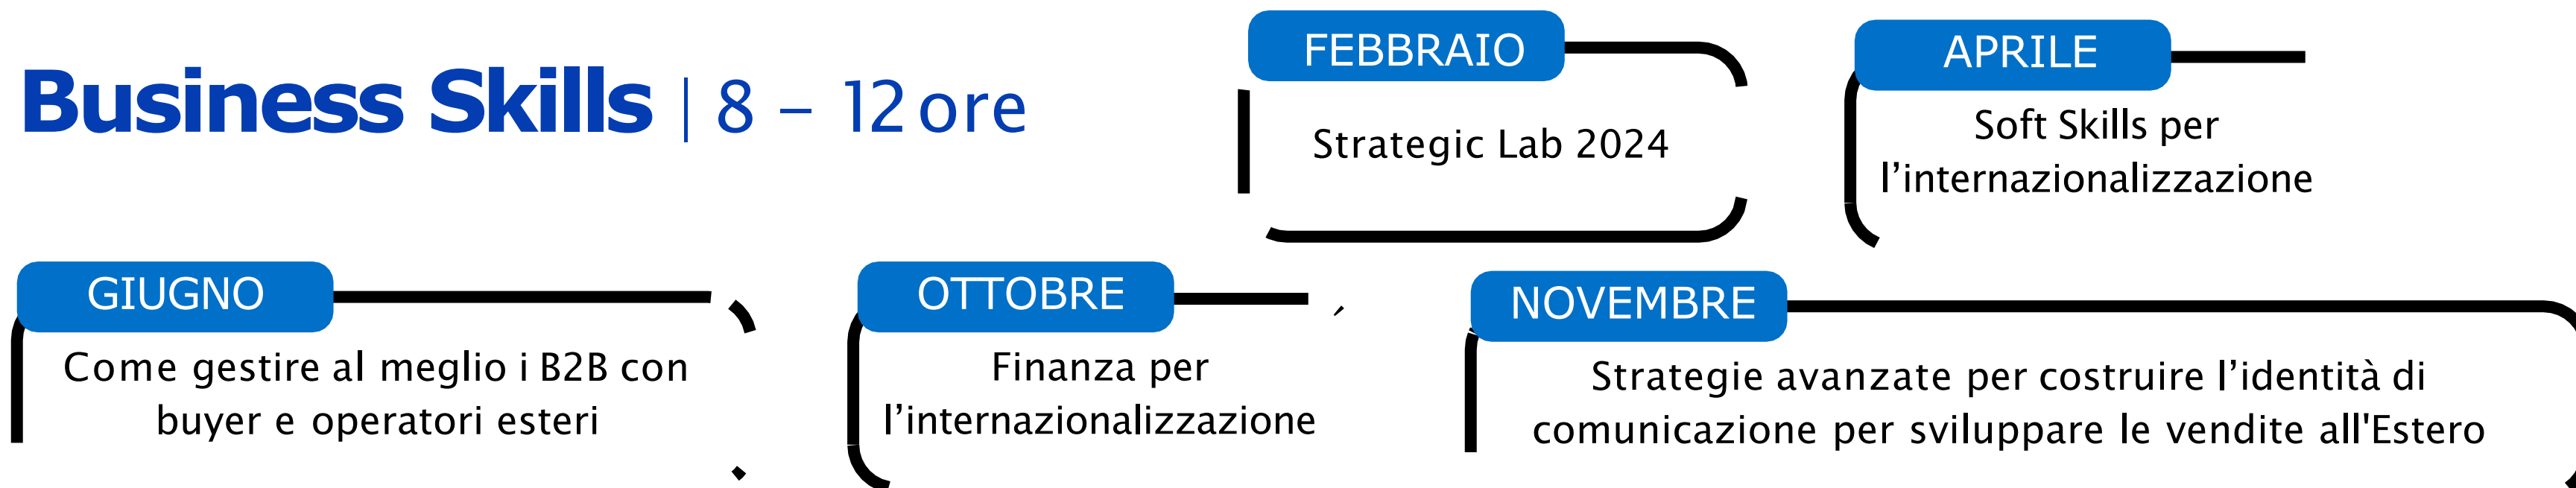 Business Skills | 8 – 12 ore
FEBBRAIO
Strategic Lab 2024
APRILE
Soft Skills per
l’internazionalizzazione
GIUGNO
Come gestire al meglio i B2B con
buyer e operatori esteri
OTTOBRE
Finanza per
l’internazionalizzazione
NOVEMBRE
Strategie avanzate per costruire l’identità di
comunicazione per sviluppare le vendite all'Estero